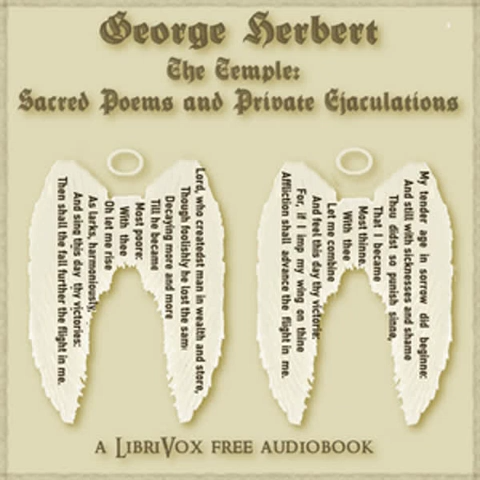 George Herbert
The Temple:
Sacred Poems and Private Ejaculations
Lord, who createdst man in wealth and store,
Though foolishly he lost the same
Decaying more and more
Till he became
Most poore:
With thee
Oh let me rise
As larks, harmoniously,
And sing this day thy victories:
Then shall the fall further the flight in me.
My tender age in sorrow did beginne:
And still with sicknesses and shame
Thou didst so punish sinne,
That I became
Most thinne.
With thee
Let me combine
And feel this day thy victorie:
For, if I imp my wing on thine
Affliction shall advance the flight in me.
A LIBRIVOX FREE AUDIOBOOK